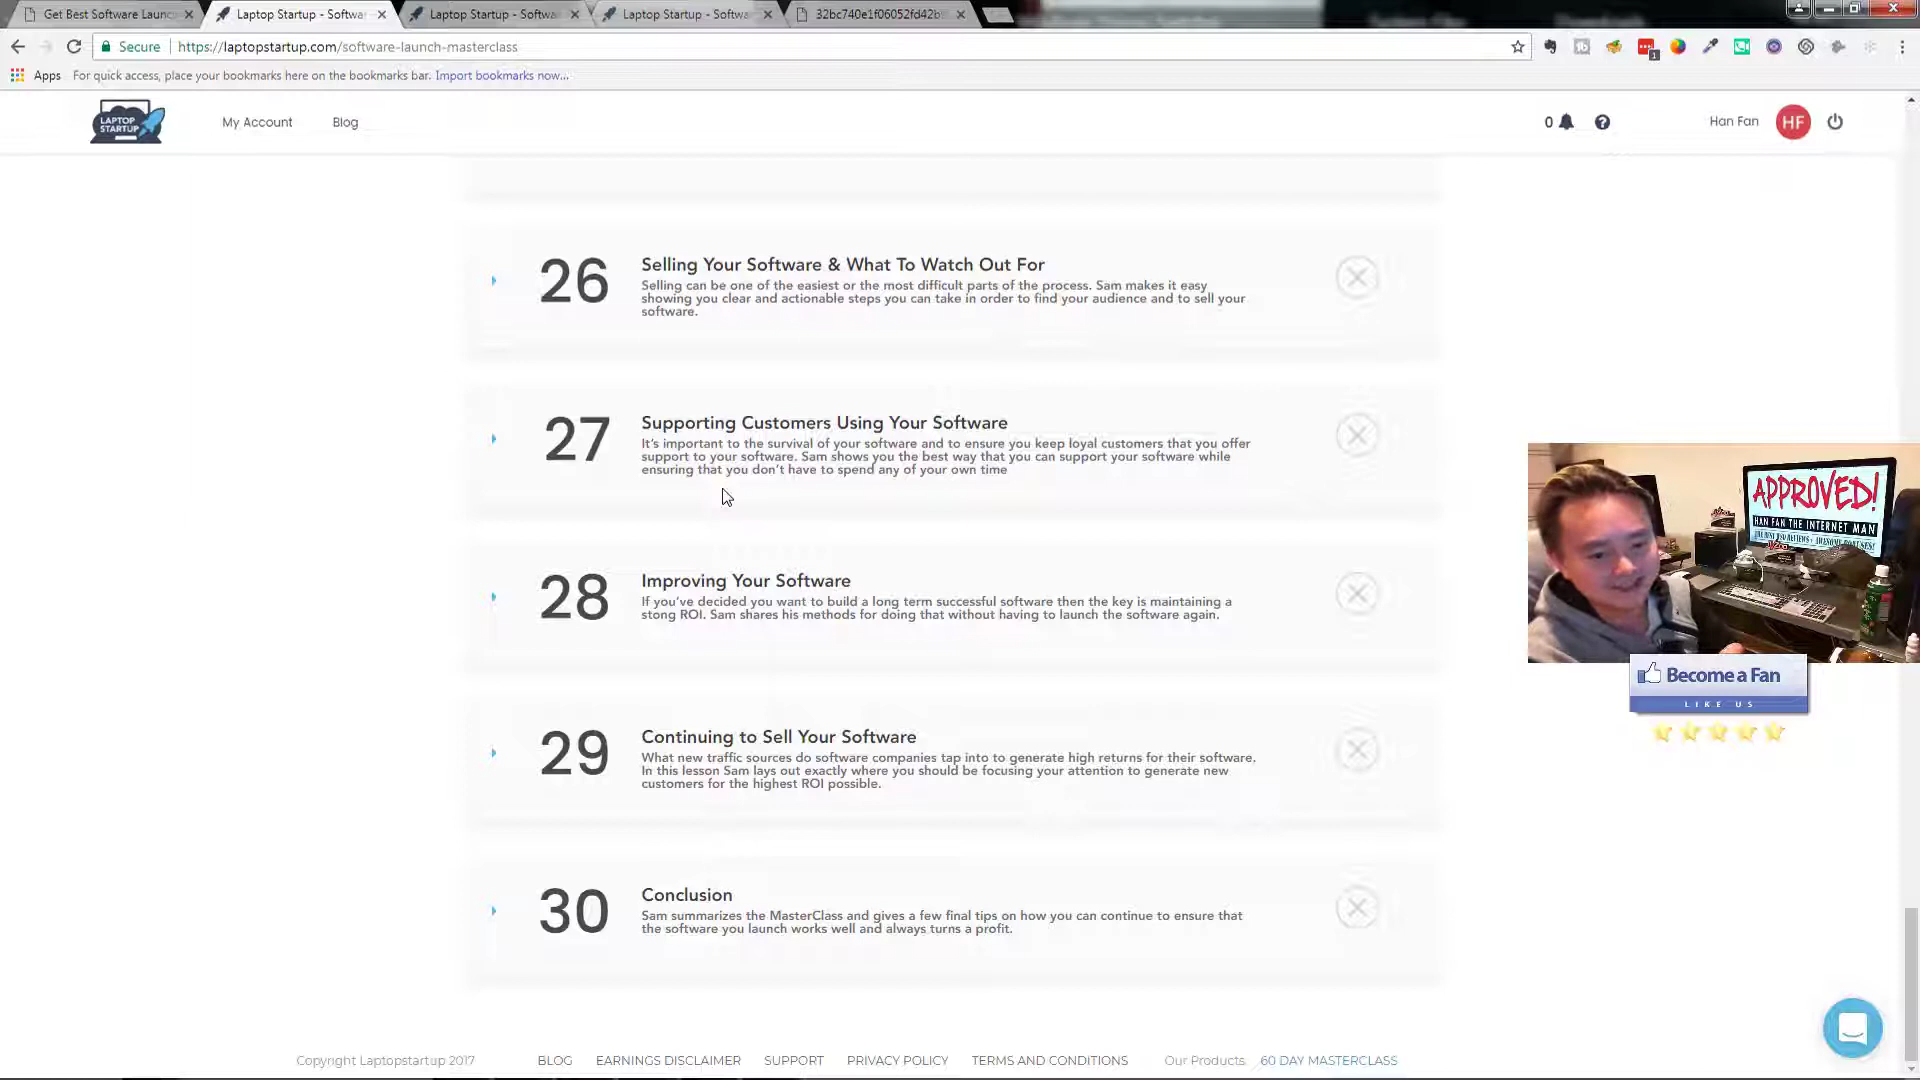 Get Best Software Launc
Laptop Startup - Softwa
Laptop Startup - Softwa
Laptop Startup - Softwa
32bc740e1f06052fd42b
Secure
https://laptopstartup.com/software-launch-masterclass
1
Apps
For quick access, place your bookmarks here on the bookmarks bar. Import bookmarks now...
LAPTOP
STARTUP
My Account
Blog
0
Han Fan
HF
26
Selling Your Software & What To Watch Out For
Selling can be one of the easiest or the most difficult parts of the process. Sam makes it easy
showing you clear and actionable steps you can take in order to find your audience and to sell your
software.
27
Supporting Customers Using Your Software
It's important to the survival of your software and to ensure you keep loyal customers that you offer
support to your software. Sam shows you the best way that you can support your software while
ensuring that you don't have to spend any of your own time
28
Improving Your Software
If you've decided you want to build a long term successful software then the key is maintaining a
stong ROI. Sam shares his methods for doing that without having to launch the software again.
29
Continuing to Sell Your Software
What new traffic sources do software companies tap into to generate high returns for their software.
In this lesson Sam lays out exactly where you should be focusing your attention to generate new
customers for the highest ROI possible.
30
Conclusion
Sam summarizes the MasterClass and gives a few final tips on how you can continue to ensure that
the software you launch works well and always turns a profit.
APPROVED!
HAN FAN THE INTERNET MAN
Become a Fan
LIKE US
Copyright Laptopstartup 2017
BLOG
EARNINGS DISCLAIMER
SUPPORT
PRIVACY POLICY
TERMS AND CONDITIONS
Our Products
60 DAY MASTERCLASS